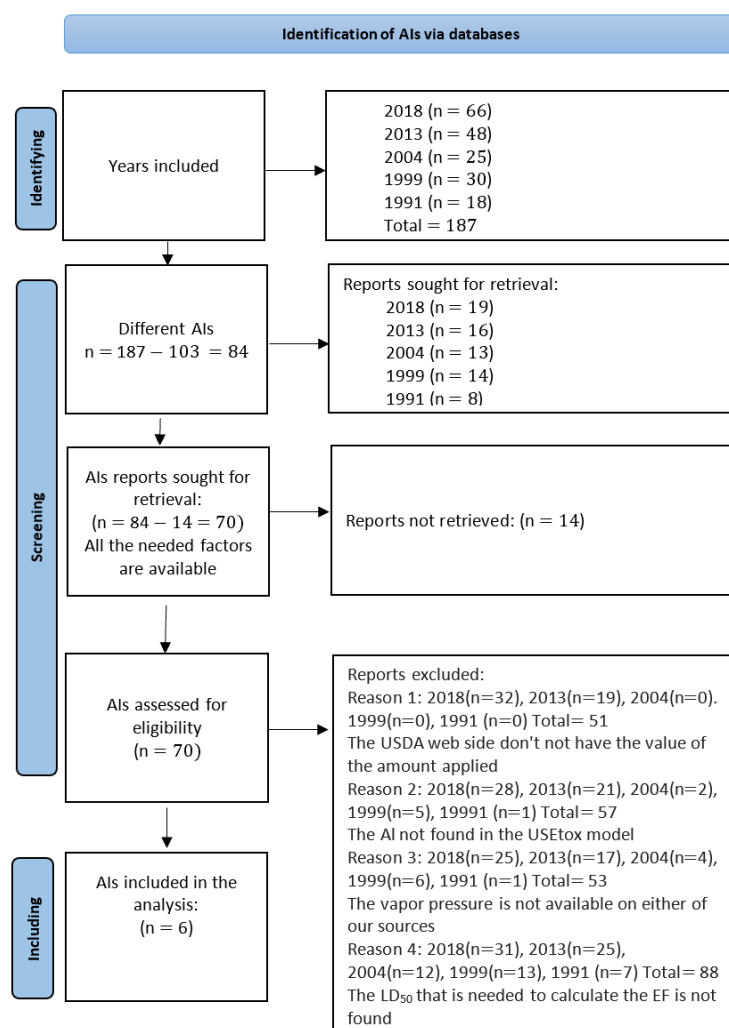 Identification of AIs via databases
Identifying
Years included
2018 (n = 66)
2013 (n = 48)
2004 (n = 25)
1999 (n = 30)
1991 (n = 18)
Total = 187
Screening
Different AIs
n = 187 − 103 = 84
Reports sought for retrieval:
2018 (n = 19)
2013 (n = 16)
2004 (n = 13)
1999 (n = 14)
1991 (n = 8)
AIs reports sought for
retrieval:
(n = 84 − 14 = 70)
All the needed factors
are available
Reports not retrieved: (n = 14)
AIs assessed for
eligibility
(n = 70)
Reports excluded:
Reason 1: 2018(n=32), 2013(n=19), 2004(n=0).
1999(n=0), 1991 (n=0) Total= 51
The USDA web side don't not have the value of
the amount applied
Reason 2: 2018(n=28), 2013(n=21), 2004(n=2),
1999(n=5), 19991 (n=1) Total= 57
The AI not found in the USEtox model
Reason 3: 2018(n=25), 2013(n=17), 2004(n=4),
1999(n=6), 1991 (n=1) Total= 53
The vapor pressure is not available on either of
our sources
Reason 4: 2018(n=31), 2013(n=25),
2004(n=12), 1999(n=13), 1991 (n=7) Total= 88
The LD₅₀ that is needed to calculate the EF is not
found
Including
AIs included in the
analysis:
(n = 6)